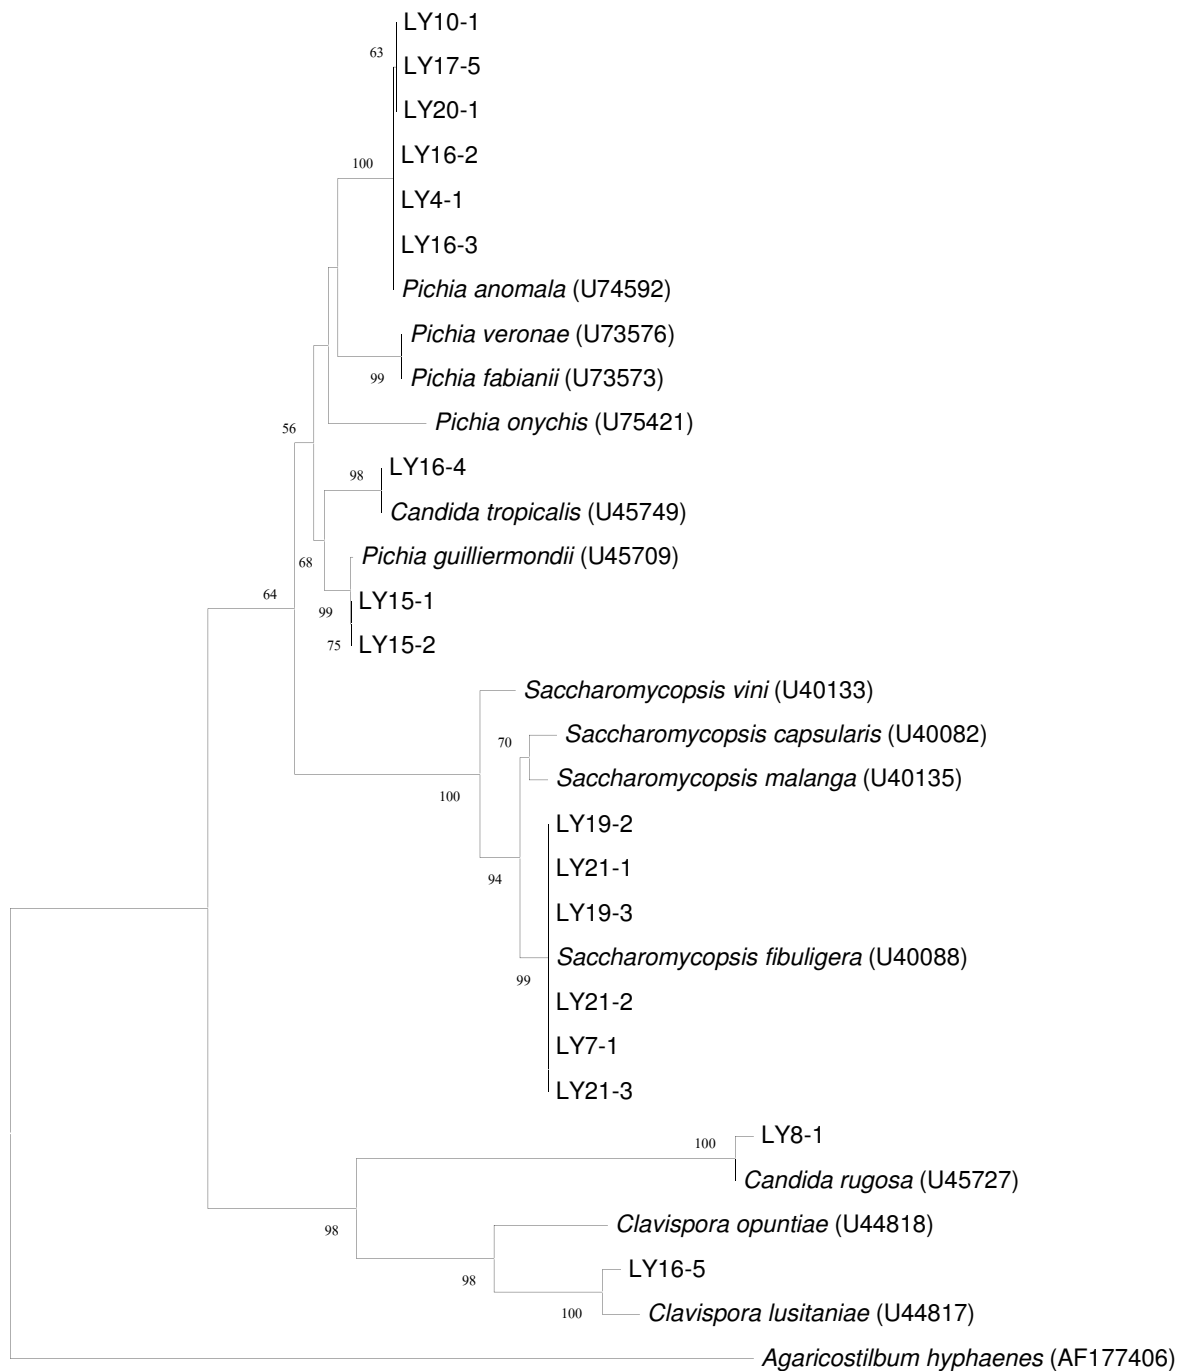 LY10-1
63
LY17-5
LY20-1
LY16-2
100
LY4-1
LY16-3
Pichia anomala (U74592)
Pichia veronae (U73576)
99
Pichia fabianii (U73573)
Pichia onychis (U75421)
56
LY16-4
98
Candida tropicalis (U45749)
Pichia guilliermondii (U45709)
68
LY15-1
64
99
LY15-2
75
Saccharomycopsis vini (U40133)
Saccharomycopsis capsularis (U40082)
70
Saccharomycopsis malanga (U40135)
100
LY19-2
LY21-1
94
LY19-3
Saccharomycopsis fibuligera (U40088)
99
LY21-2
LY7-1
LY21-3
LY8-1
100
Candida rugosa (U45727)
Clavispora opuntiae (U44818)
98
LY16-5
98
Clavispora lusitaniae (U44817)
100
Agaricostilbum hyphaenes (AF177406)